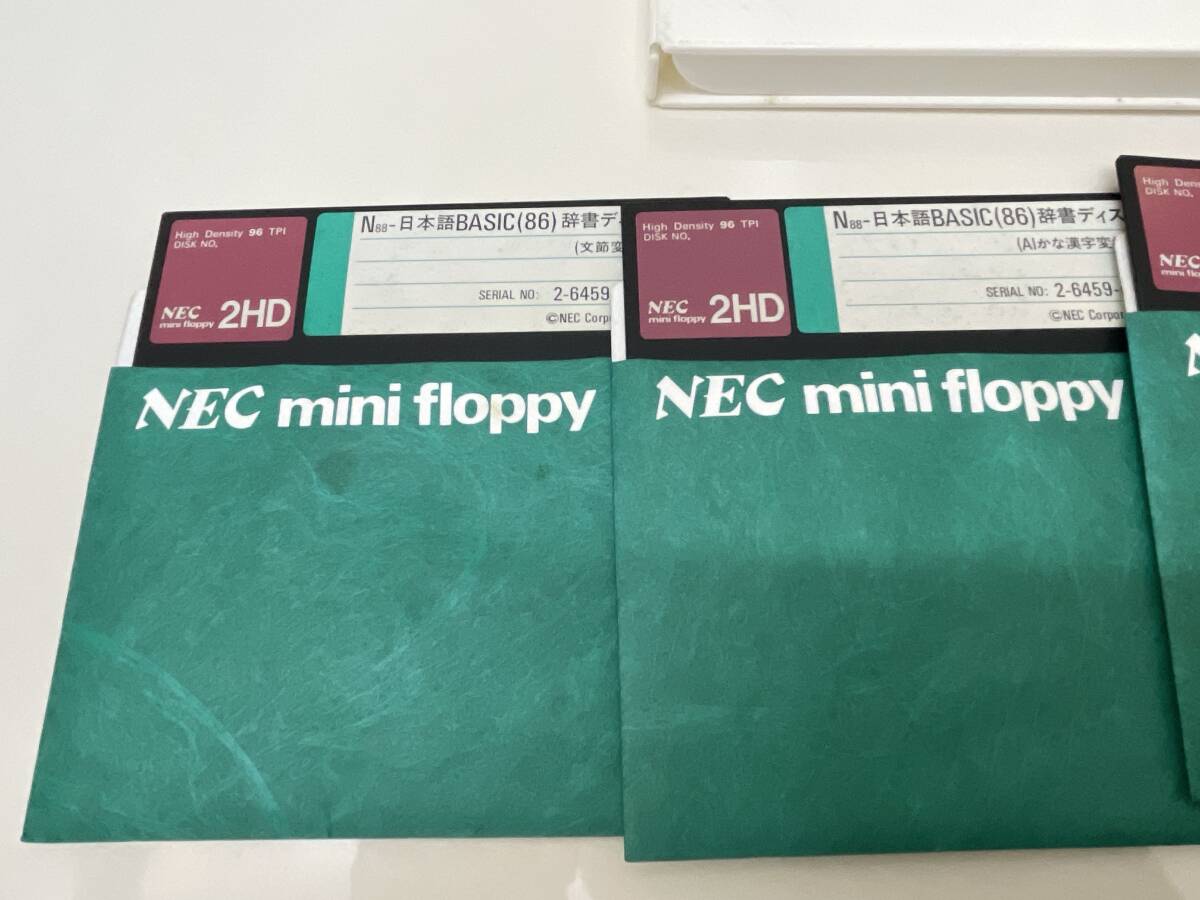 High Density 96 TPI
DISK NO.
NEC
mini floppy 2HD
N88-日本語BASIC(86)辞書デ
(文節変
SERIAL NO: 2-6459
©NEC Corpo
NEC mini floppy
High Density 96 TPI
DISK NO.
NEC
mini floppy 2HD
N88-日本語BASIC(86)辞書ディス
(AIかな漢字変
SERIAL NO: 2-6459-
©NEC Corpor
NEC mini floppy
High Dens
DISK NO.
NEC
mini flo